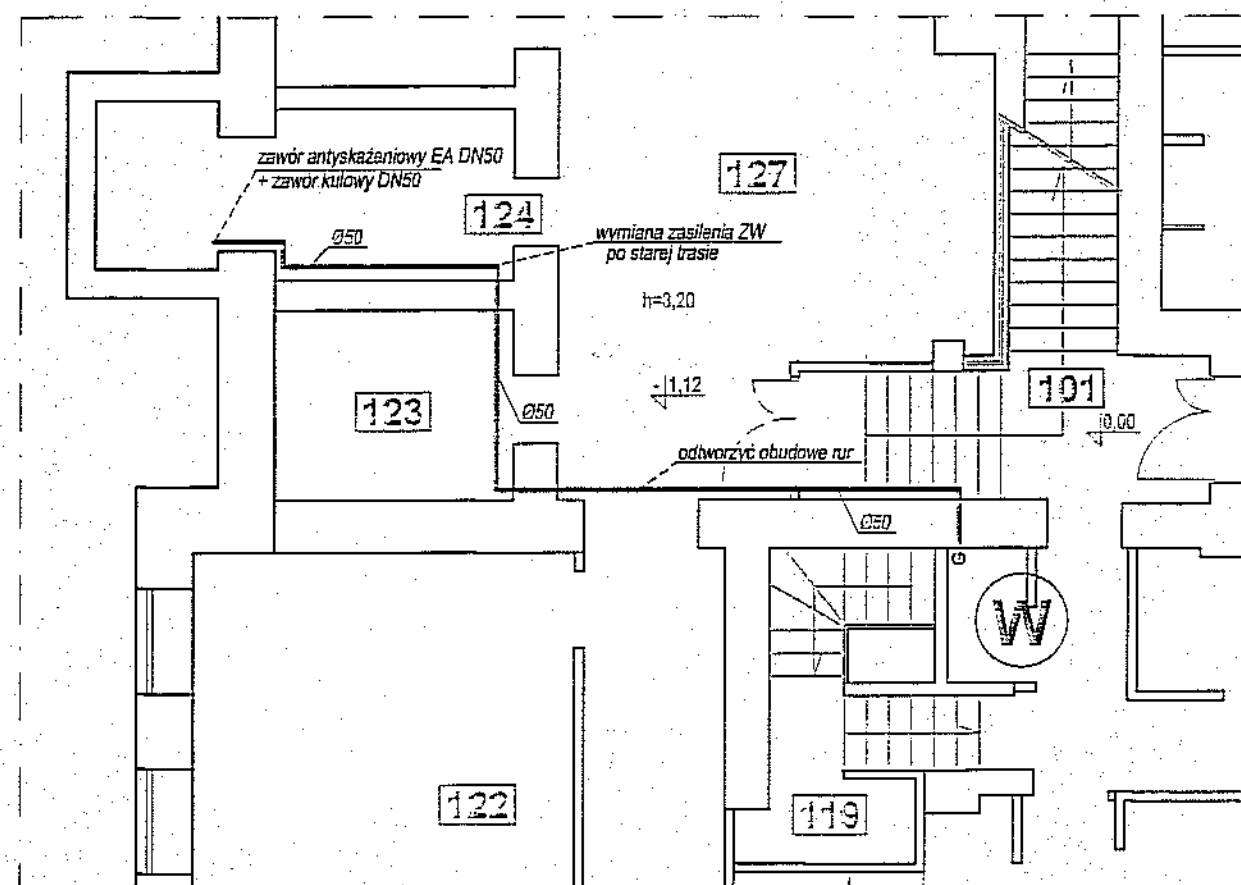 zawór antyskażeniowy EA DN50
+ zawór kulowy DN50
127
124
Ø50
wymiana zasilenia ZW
po starej trasie
h=3,20
123
Ø50
-1,12
101
0,00
odtworzyć obudowe rur
Ø50
G
W
122
119